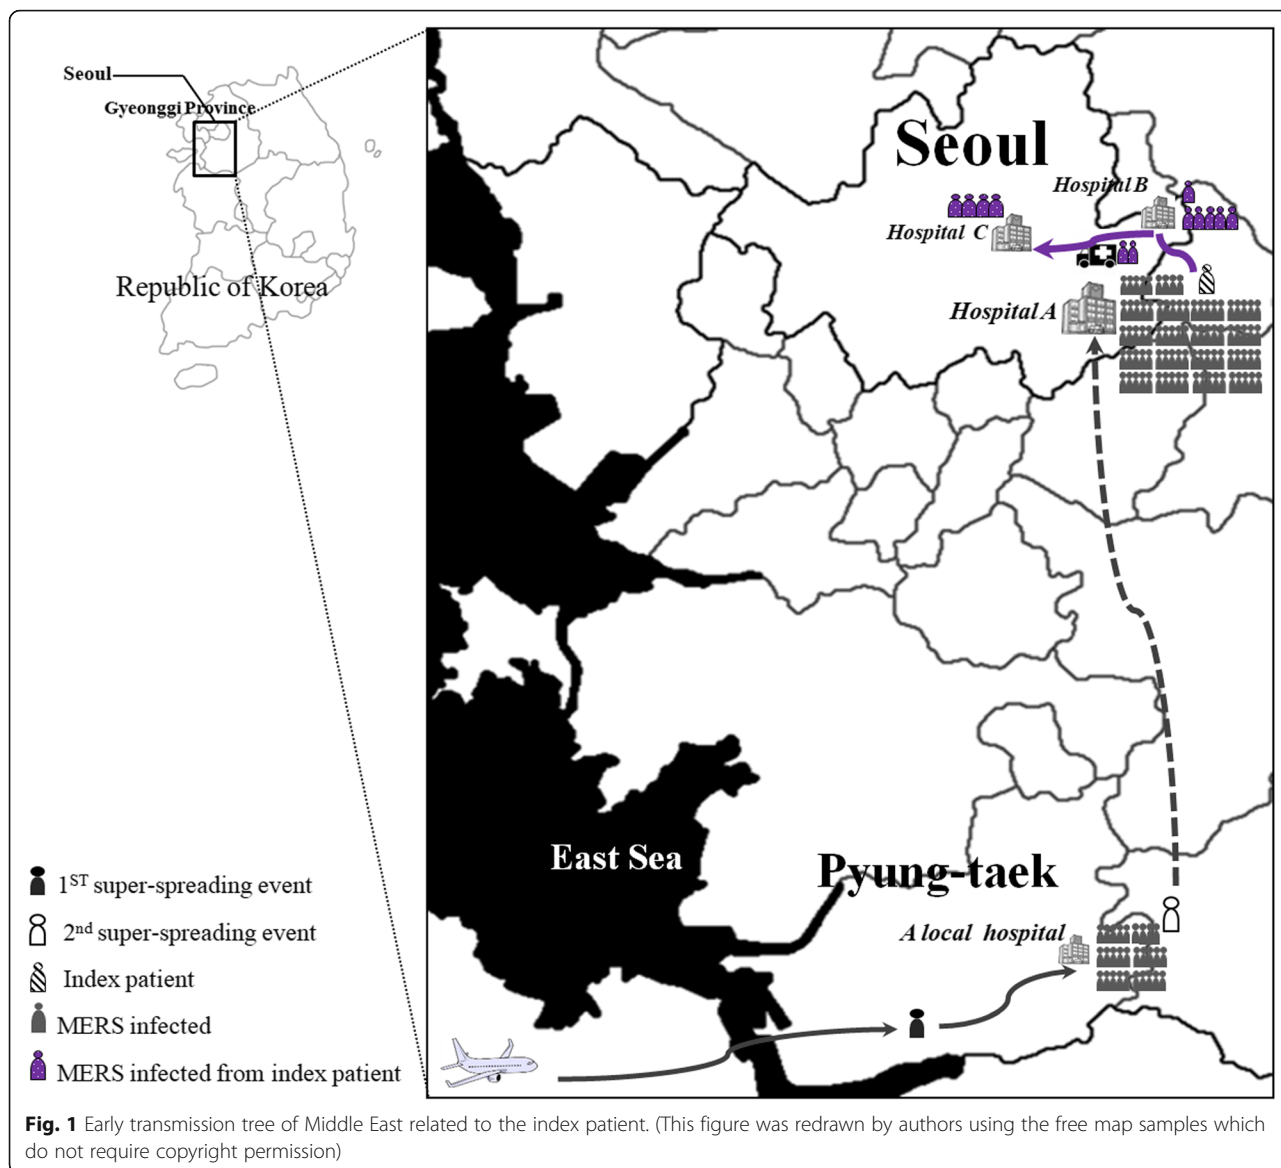 Seoul
Gyeonggi Province
Republic of Korea
Seoul
Hospital B
Hospital C
Hospital A
East Sea
Pyung-taek
A local hospital
1ST super-spreading event
2nd super-spreading event
Index patient
MERS infected
MERS infected from index patient
Fig. 1 Early transmission tree of Middle East related to the index patient. (This figure was redrawn by authors using the free map samples which
do not require copyright permission)